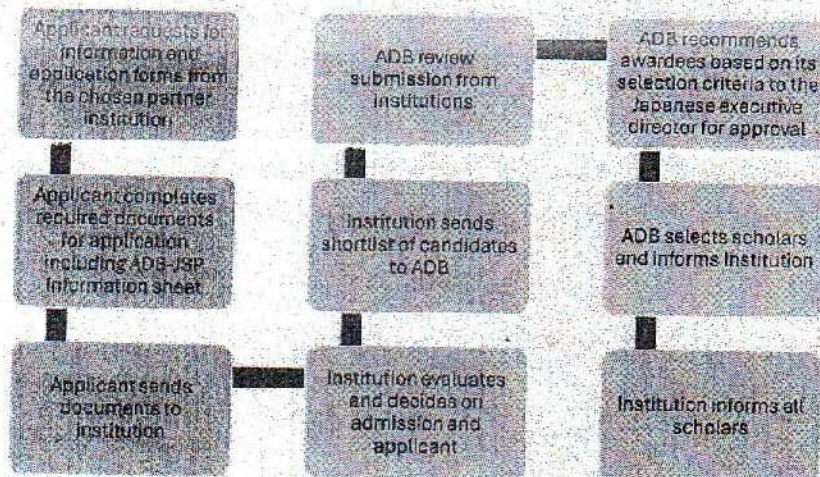 Applicant requests for
information and
application forms from
the chosen partner
institution
Applicant completes
required documents
for application
including ADB-JSP
Information sheet
Applicant sends
documents to
institution
Institution evaluates
and decides on
admission and
applicant
Institution sends
shortlist of candidates
to ADB
ADB review
submission from
institutions
ADB recommends
awardees based on its
selection criteria to the
Japanese executive
director for approval
ADB selects scholars
and informs Institution
Institution informs all
scholars